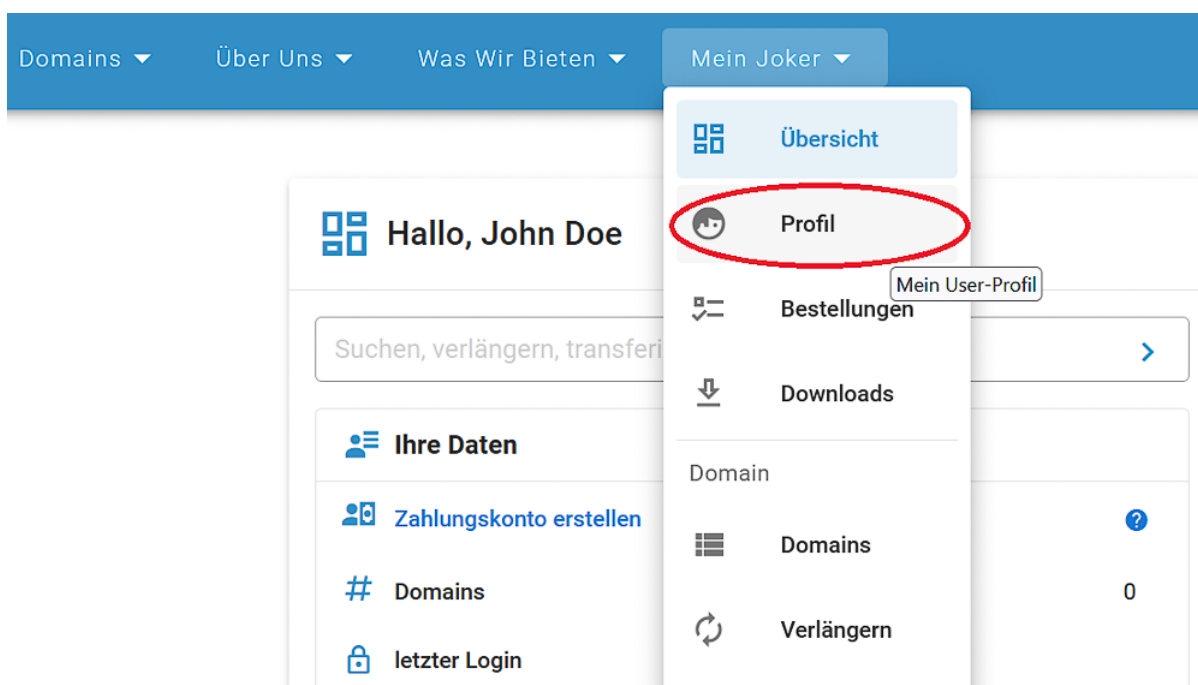 Domains
Über Uns
Was Wir Bieten
Mein Joker
Übersicht
Profil
Mein User-Profil
Bestellungen
Downloads
Domain
Domains
Verlängern
Hallo, John Doe
Suchen, verlängern, transferi
Ihre Daten
Zahlungskonto erstellen
?
# Domains 0
letzter Login